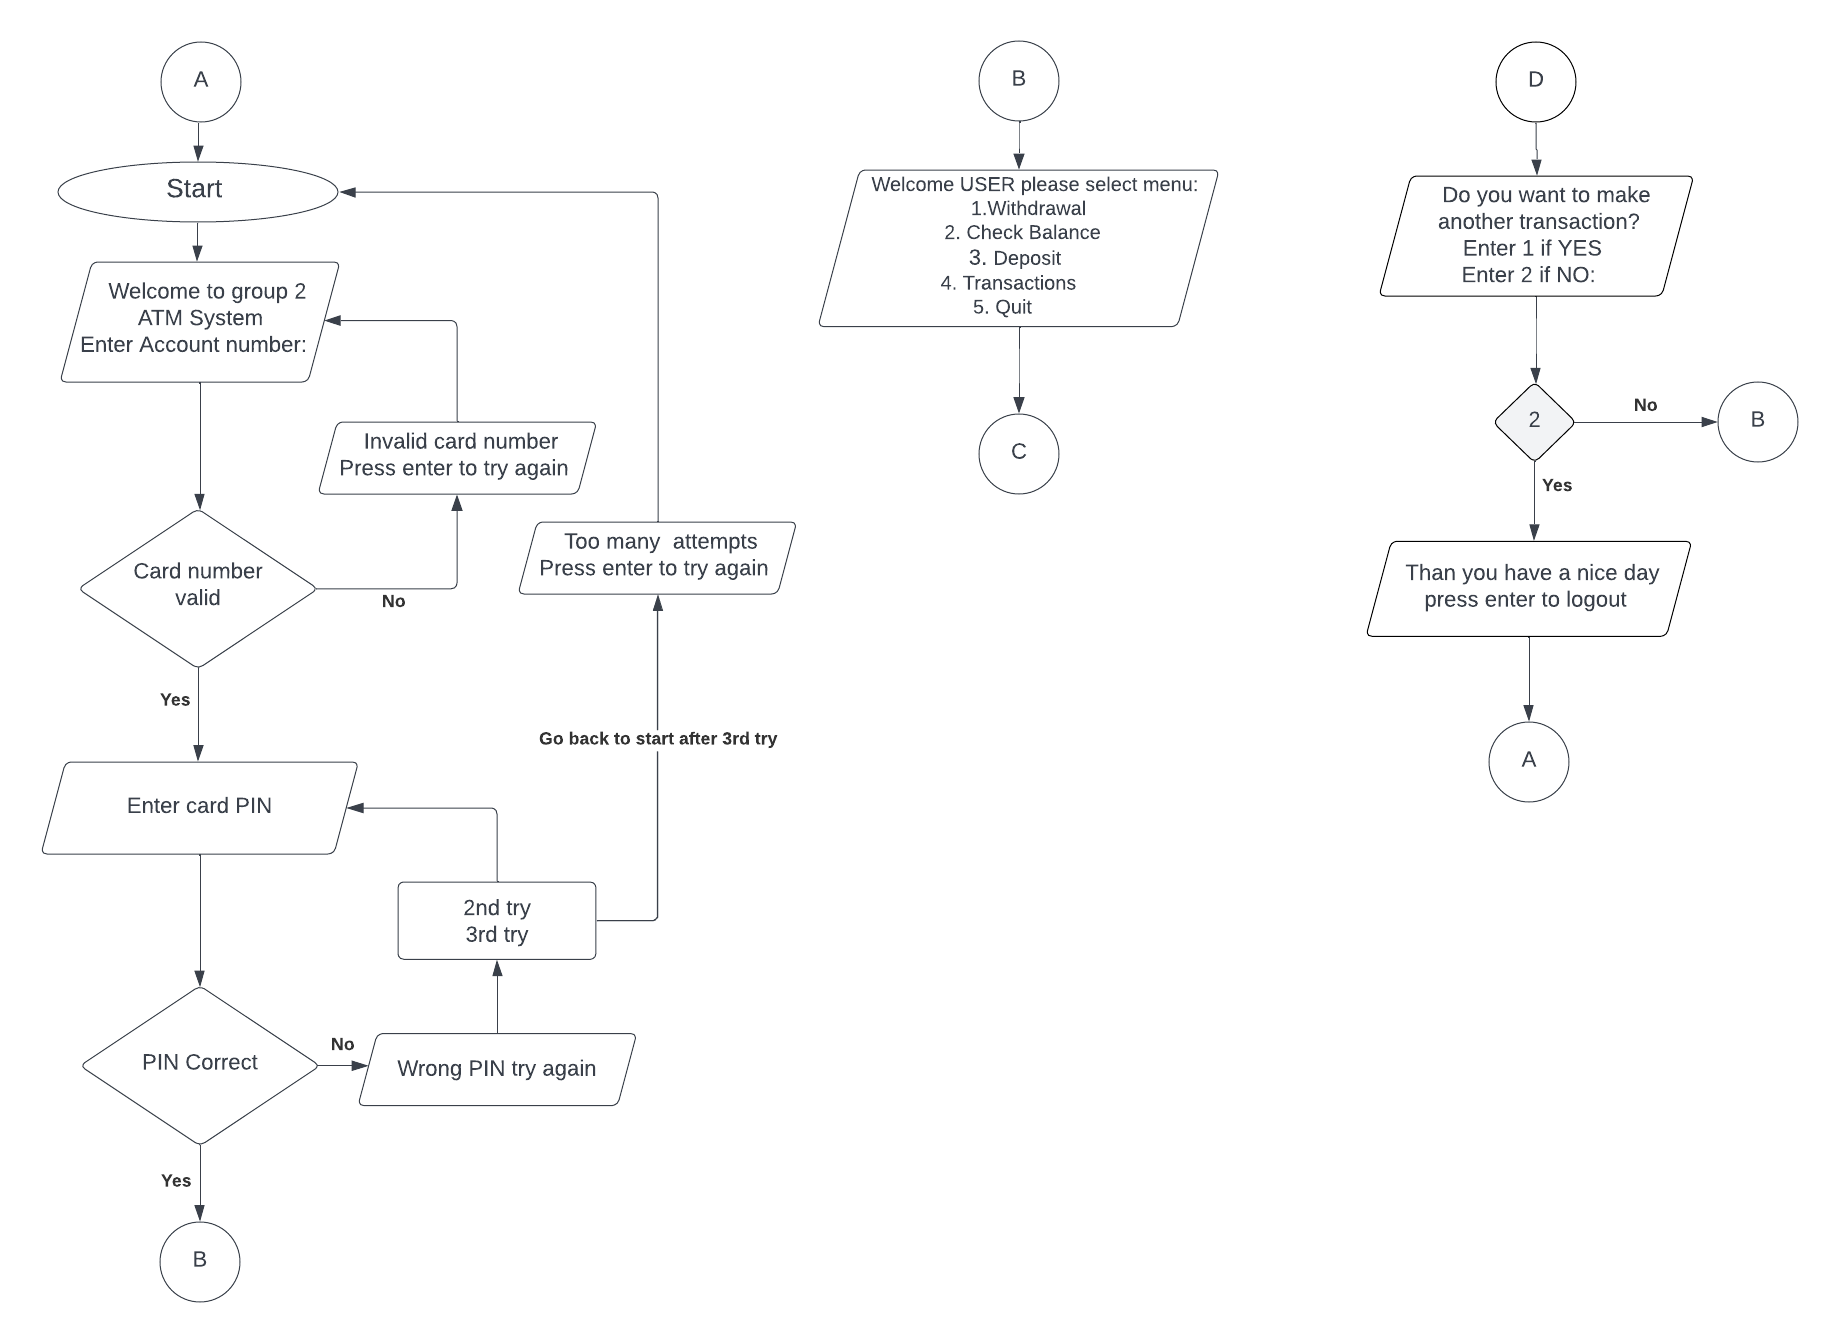 A
Start
Welcome to group 2
ATM System
Enter Account number:
Invalid card number
Press enter to try again
Too many  attempts
Press enter to try again
Card number
valid
No
Yes
Go back to start after 3rd try
Enter card PIN
2nd try
3rd try
PIN Correct
No
Wrong PIN try again
Yes
B
B
Welcome USER please select menu:
1.Withdrawal
2. Check Balance
3. Deposit
4. Transactions
5. Quit
C
D
Do you want to make
another transaction?
Enter 1 if YES
Enter 2 if NO:
2
No
B
Yes
Than you have a nice day
press enter to logout
A